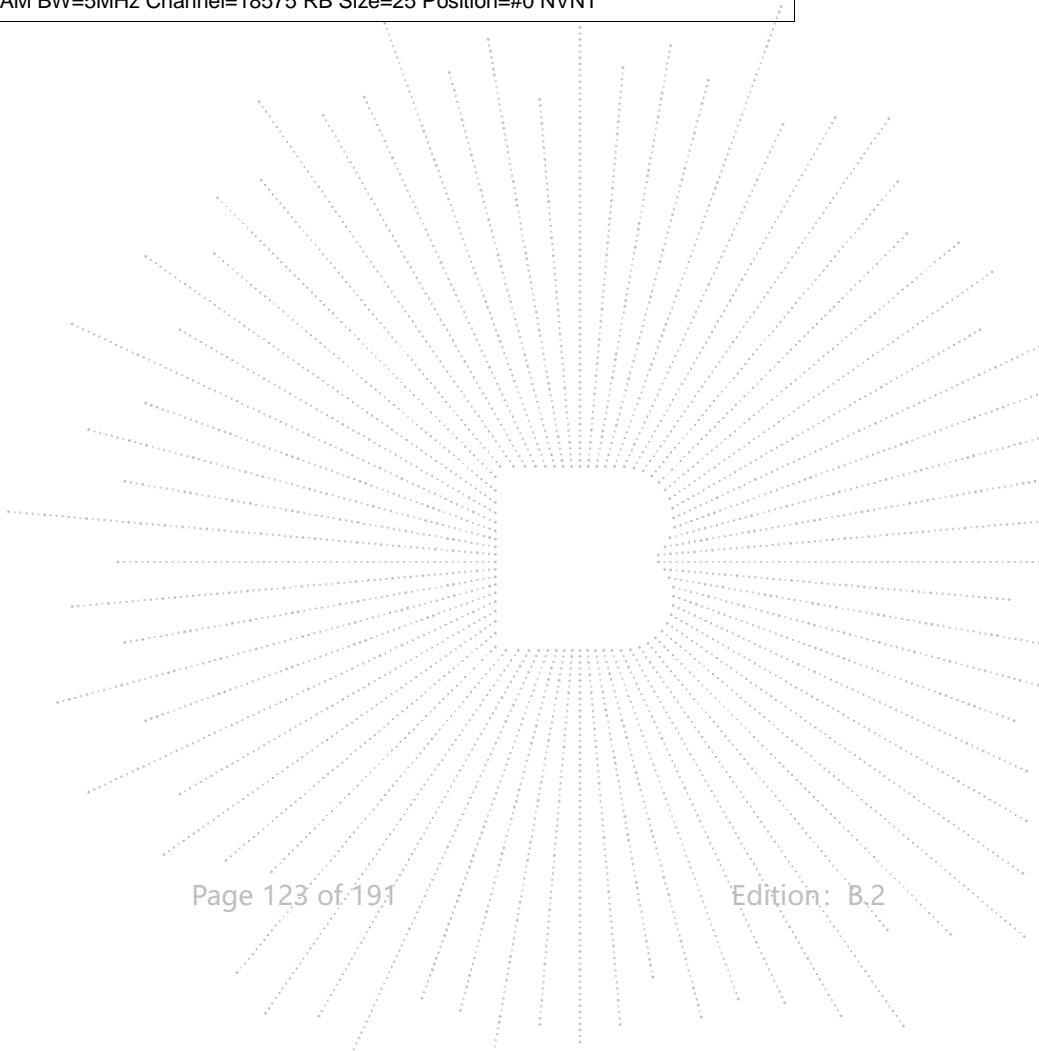 AM BW=5MHz Channel=18575 RB Size=25 Position=#0 NVNT
Page 123 of 191
Edition： B.2